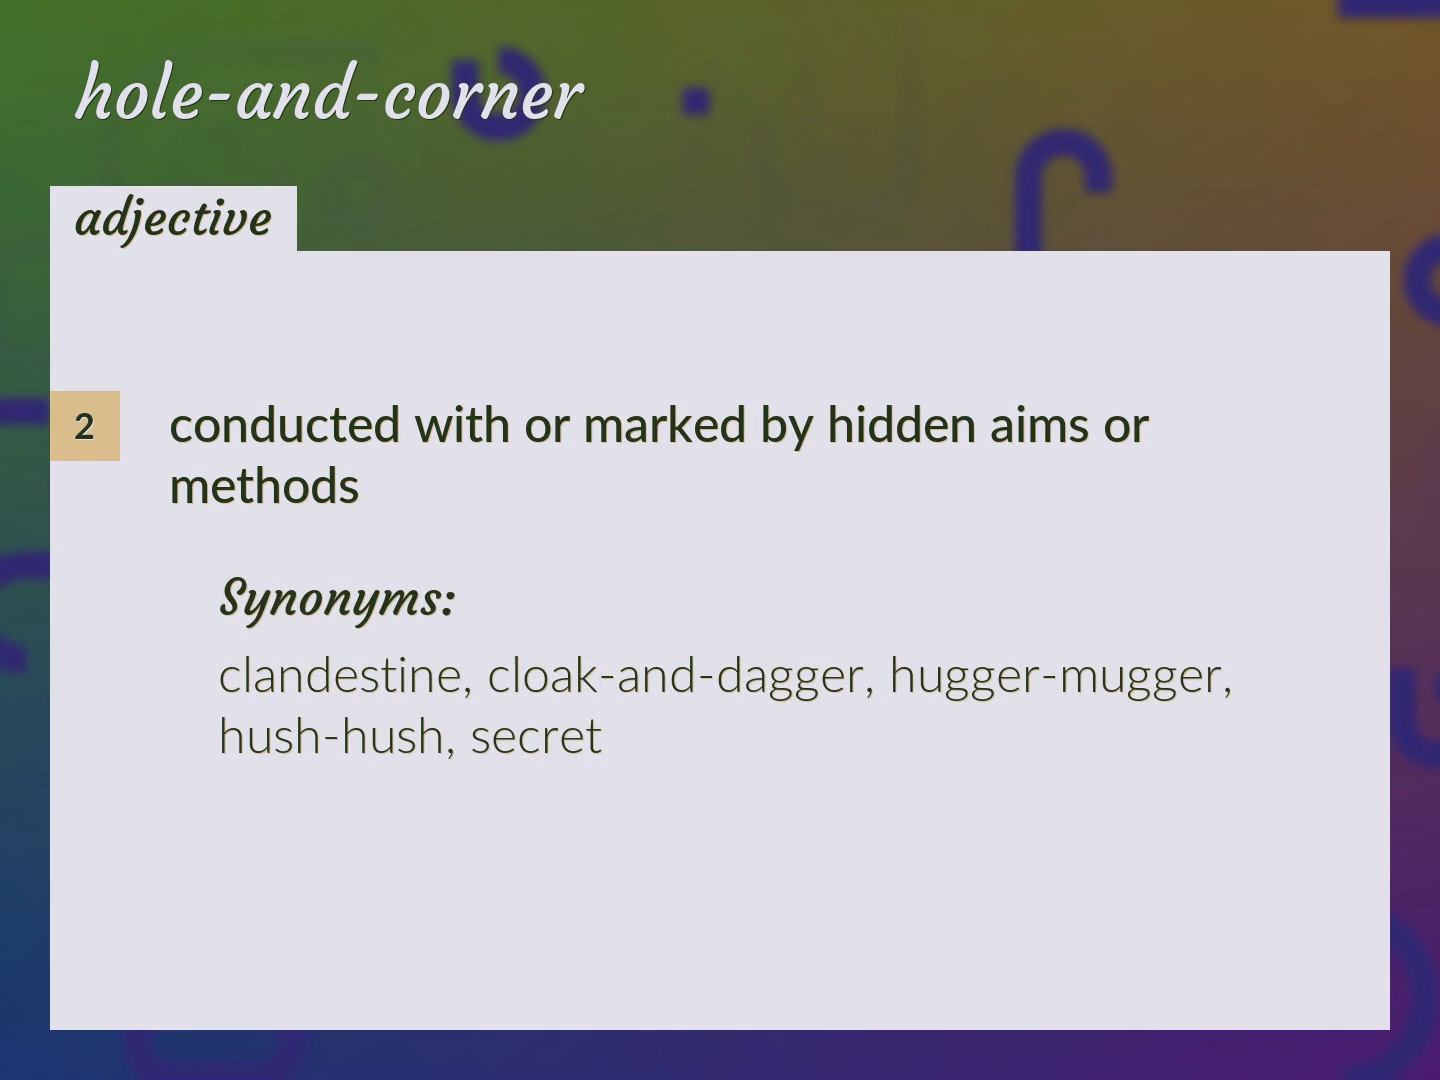 hole-and-corner
adjective
2
conducted with or marked by hidden aims or
methods
Synonyms:
clandestine, cloak-and-dagger, hugger-mugger,
hush-hush, secret